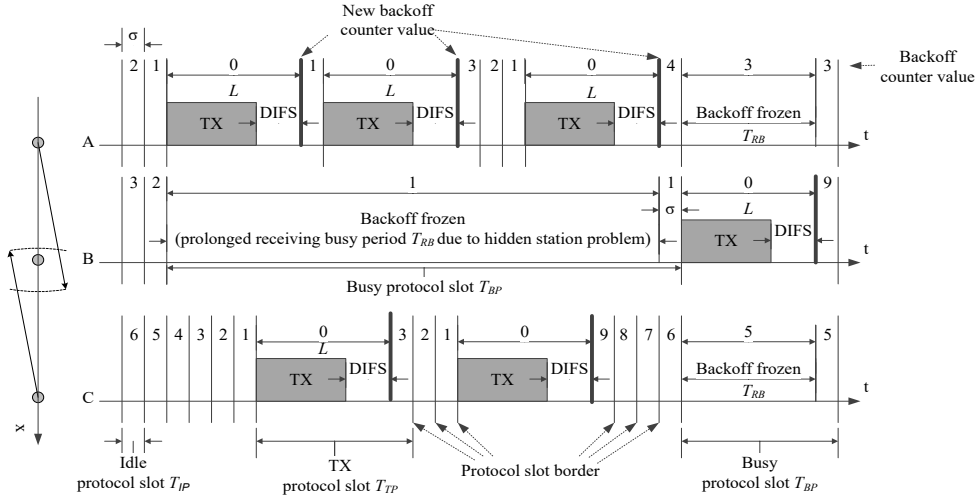 New backoff
counter value
σ
2 1 0 1 0 3 2 1 0 4 3 3
Backoff
counter value
L L L
TX DIFS TX DIFS TX DIFS Backoff frozen
T_RB
A t
3 2 1 1 0 9
σ L
Backoff frozen
(prolonged receiving busy period T_RB due to hidden station problem)
TX DIFS
B t
Busy protocol slot T_BP
6 5 4 3 2 1 0 3 2 1 0 9 8 7 6 5 5
L
TX DIFS TX DIFS Backoff frozen
T_RB
C t
x
Idle
protocol slot T_IP
TX
protocol slot T_TP
Protocol slot border
Busy
protocol slot T_BP